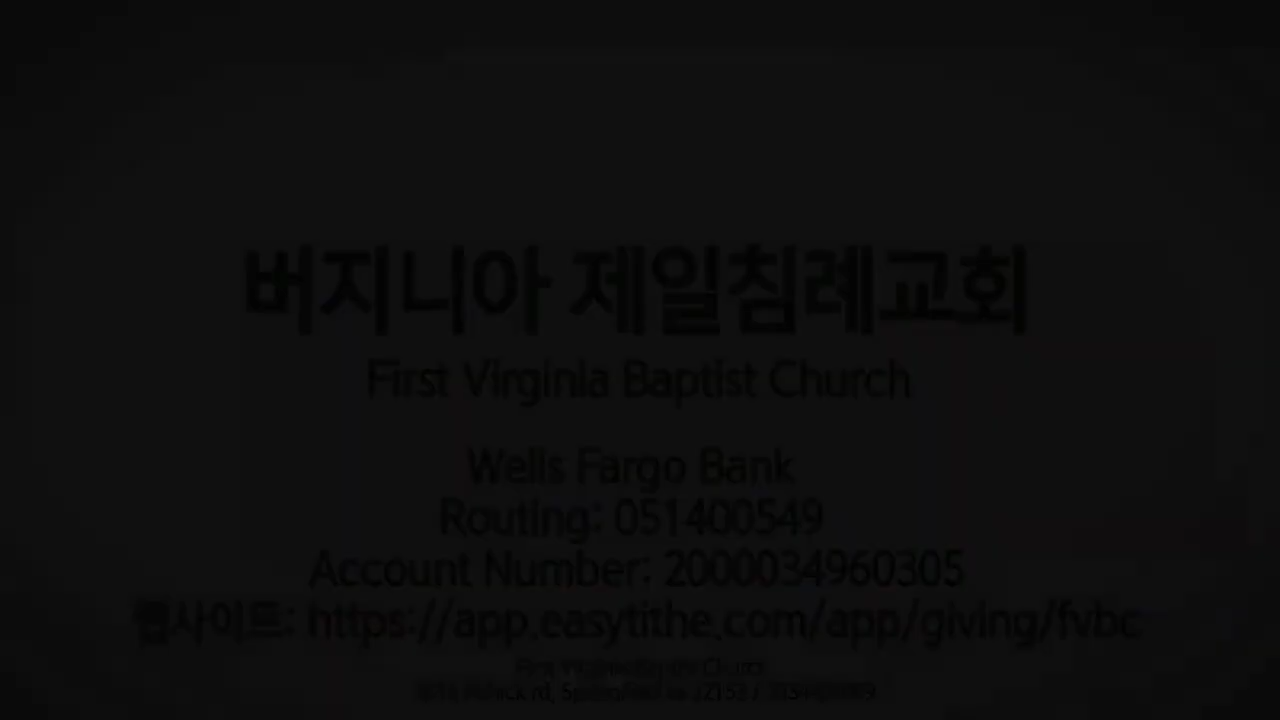 버지니아 제일침례교회
First Virginia Baptist Church
Wells Fargo Bank
Routing: 051400549
Account Number: 2000034960305
웹사이트: https://app.easytithe.com/app/giving/fvbc
First Virginia Baptist Church